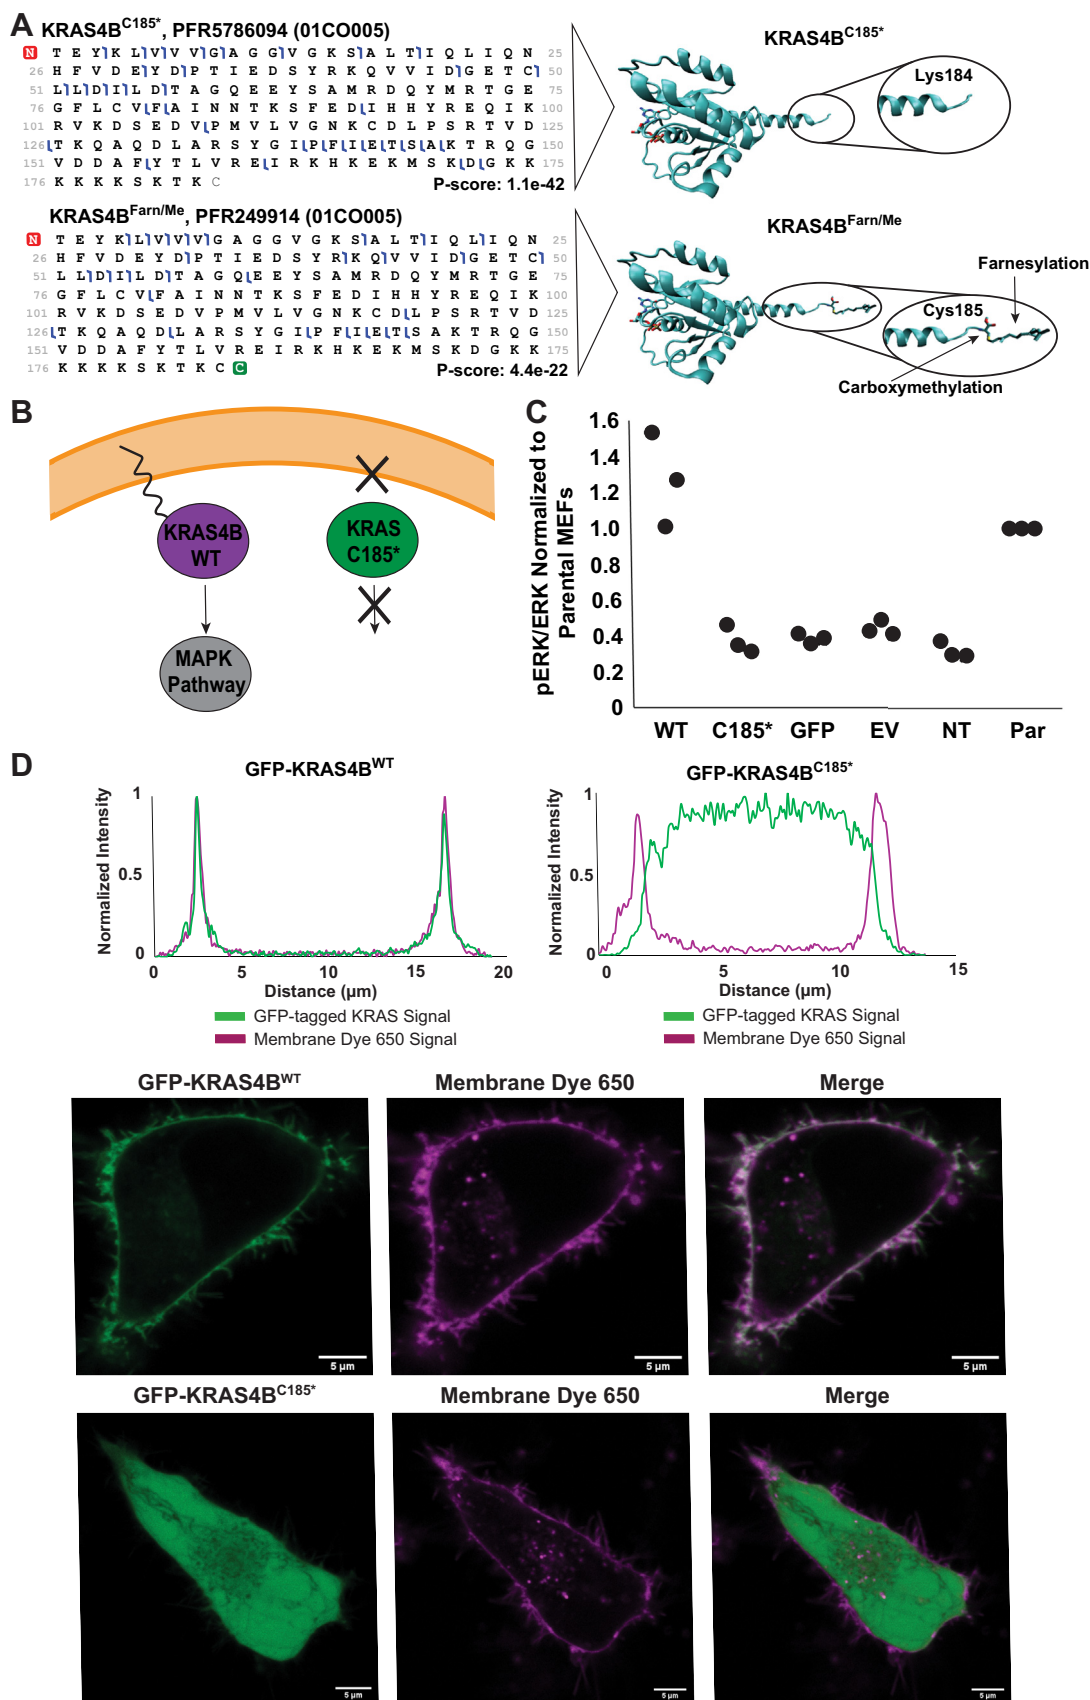 A
KRAS4B^C185*, PFR5786094 (01CO005)
N T E Y K L V V V G A G G V G K S A L T I Q L I Q N 25
26 H F V D E Y D P T I E D S Y R K Q V V I D G E T C 50
51 L L D I L D T A G Q E E Y S A M R D Q Y M R T G E 75
76 G F L C V F A I N N T K S F E D I H H Y R E Q I K 100
101 R V K D S E D V P M V L V G N K C D L P S R T V D 125
126 T K Q A Q D L A R S Y G I P F I E T S A K T R Q G 150
151 V D D A F Y T L V R E I R K H K E K M S K D G K K 175
176 K K K K S K T K C
P-score: 1.1e-42
KRAS4B^C185*
Lys184
KRAS4B^Farn/Me, PFR249914 (01CO005)
N T E Y K L V V V G A G G V G K S A L T I Q L I Q N 25
26 H F V D E Y D P T I E D S Y R K Q V V I D G E T C 50
51 L L D I L D T A G Q E E Y S A M R D Q Y M R T G E 75
76 G F L C V F A I N N T K S F E D I H H Y R E Q I K 100
101 R V K D S E D V P M V L V G N K C D L P S R T V D 125
126 T K Q A Q D L A R S Y G I P F I E T S A K T R Q G 150
151 V D D A F Y T L V R E I R K H K E K M S K D G K K 175
176 K K K K S K T K C C
P-score: 4.4e-22
KRAS4B^Farn/Me
Farnesylation
Cys185
Carboxymethylation
B
KRAS4B
WT
KRAS
C185*
MAPK
Pathway
C
pERK/ERK Normalized to
Parental MEFs
1.6
1.4
1.2
1.0
0.8
0.6
0.4
0.2
0
WT C185* GFP EV NT Par
D
GFP-KRAS4B^WT
Normalized Intensity
1
0.5
0
0 5 10 15 20
Distance (µm)
GFP-tagged KRAS Signal
Membrane Dye 650 Signal
GFP-KRAS4B^C185*
Normalized Intensity
1
0.5
0
0 5 10 15
Distance (µm)
GFP-tagged KRAS Signal
Membrane Dye 650 Signal
GFP-KRAS4B^WT Membrane Dye 650 Merge
5 µm 5 µm 5 µm
GFP-KRAS4B^C185* Membrane Dye 650 Merge
5 µm 5 µm 5 µm